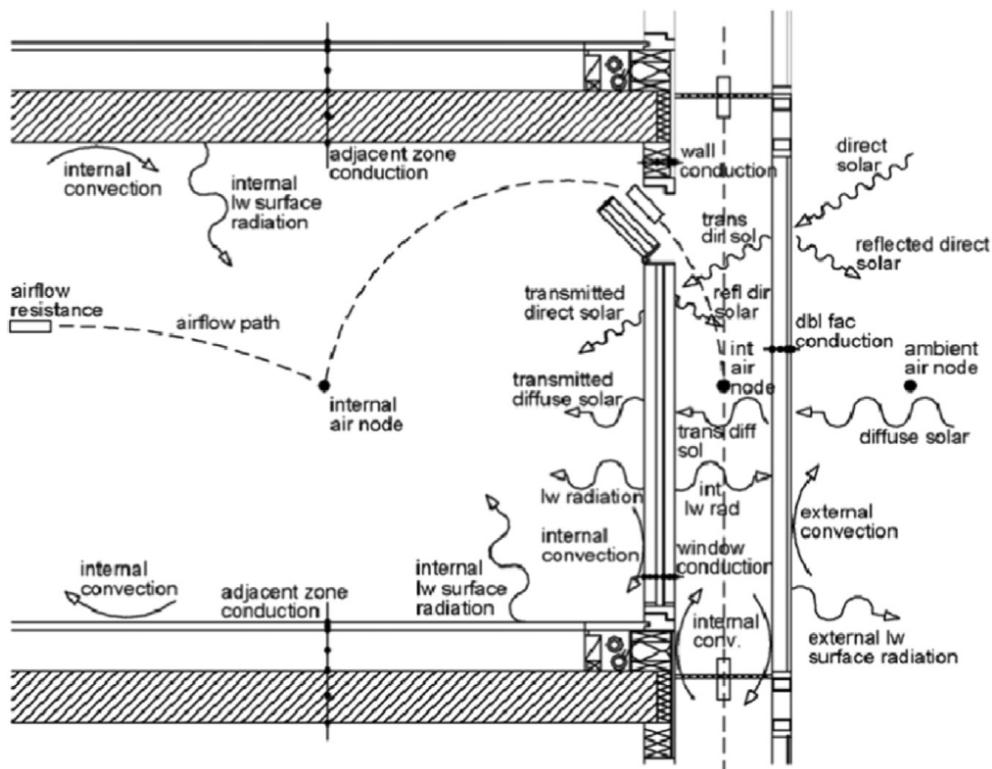 internal
convection
internal
lw surface
radiation
adjacent zone
conduction
wall
conduction
direct
solar
trans
dir sol
reflected direct
solar
airflow
resistance
airflow path
transmitted
direct solar
refl dir
solar
dbl fac
conduction
int
air
node
ambient
air node
internal
air node
transmitted
diffuse solar
trans diff
sol
diffuse solar
lw radiation
int
lw rad
internal
convection
window
conduction
external
convection
internal
convection
adjacent zone
conduction
internal
lw surface
radiation
internal
conv.
external lw
surface radiation